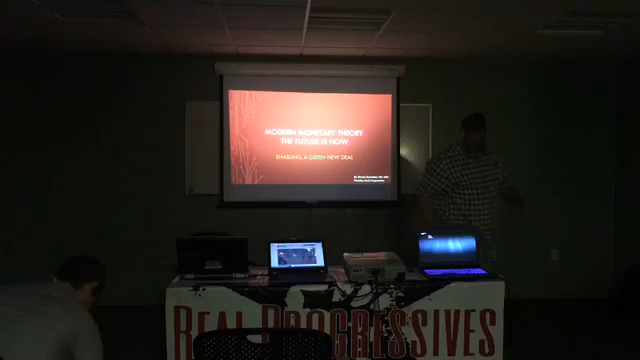 MODERN MONETARY THEORY
THE FUTURE IS NOW
ENABLING A GREEN NEW DEAL
REAL PROGRESSIVES